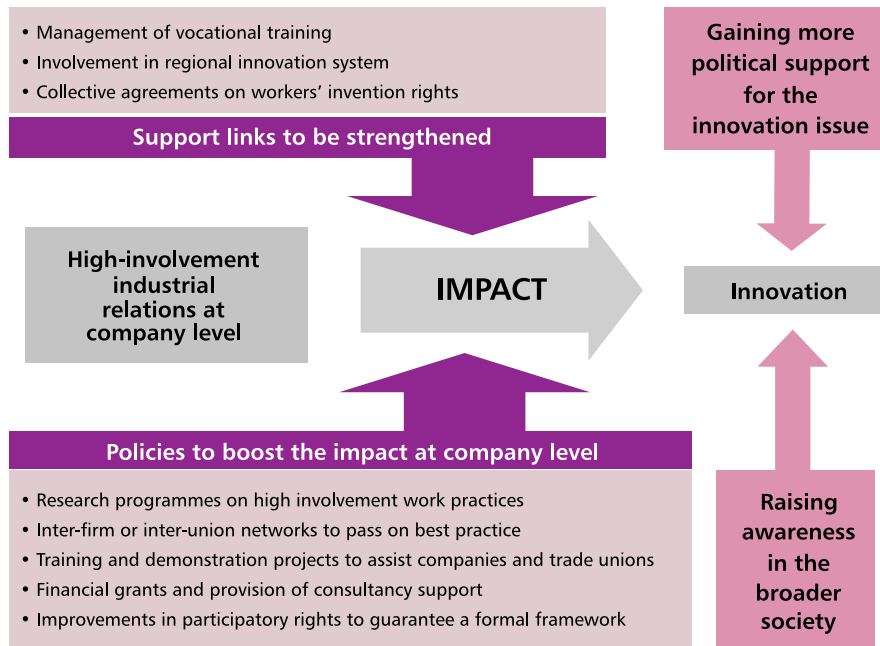 • Management of vocational training
• Involvement in regional innovation system
• Collective agreements on workers’ invention rights
Support links to be strengthened
Gaining more
political support
for the
innovation issue
High-involvement
industrial
relations at
company level
IMPACT
Innovation
Policies to boost the impact at company level
• Research programmes on high involvement work practices
• Inter-firm or inter-union networks to pass on best practice
• Training and demonstration projects to assist companies and trade unions
• Financial grants and provision of consultancy support
• Improvements in participatory rights to guarantee a formal framework
Raising
awareness
in the
broader
society